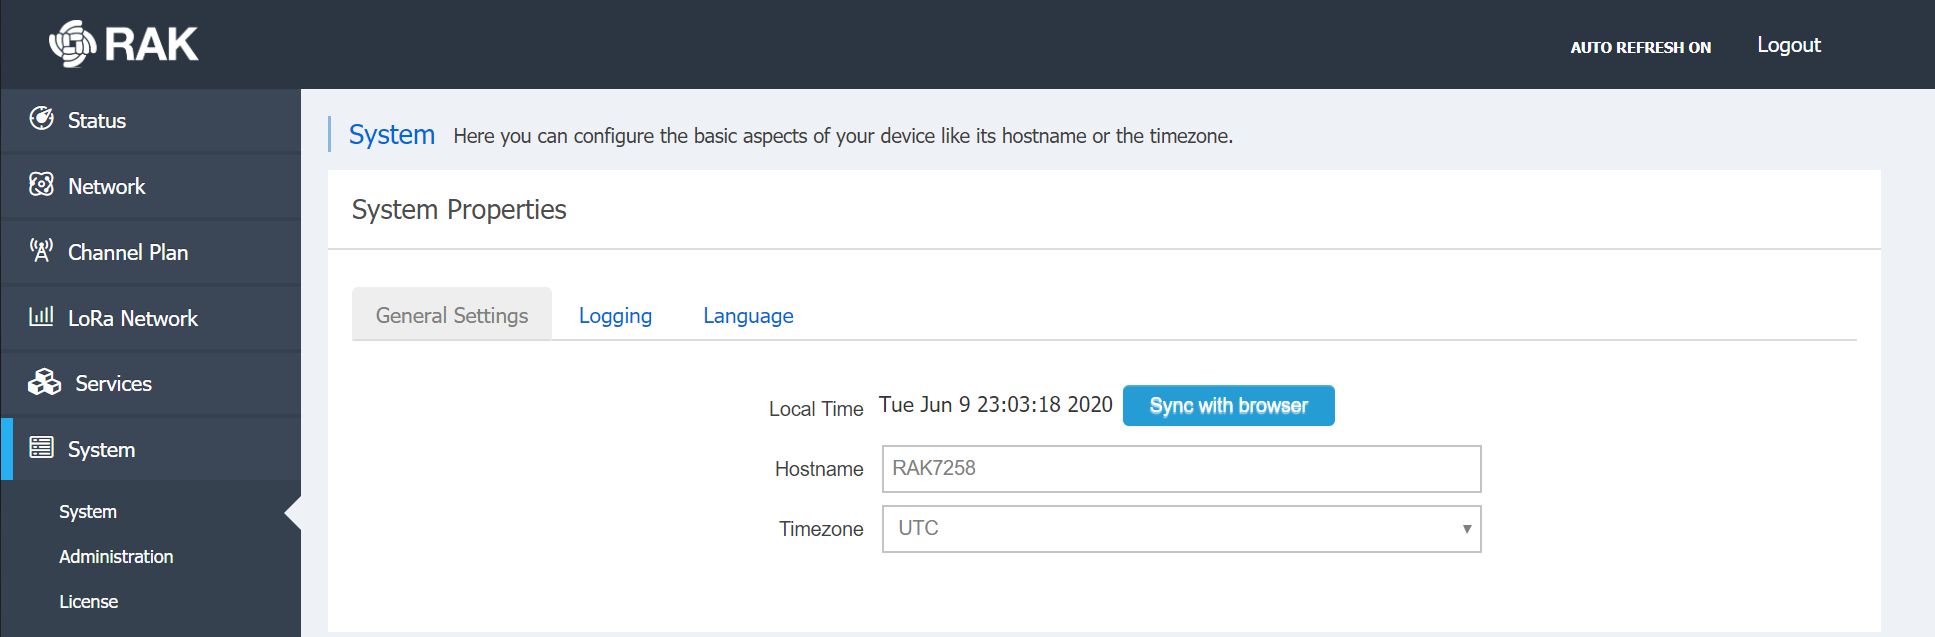 RAK
AUTO REFRESH ON
Logout
Status
Network
Channel Plan
LoRa Network
Services
System
System
Administration
License
System Here you can configure the basic aspects of your device like its hostname or the timezone.
System Properties
General Settings Logging Language
Local Time Tue Jun 9 23:03:18 2020 Sync with browser
Hostname RAK7258
Timezone UTC